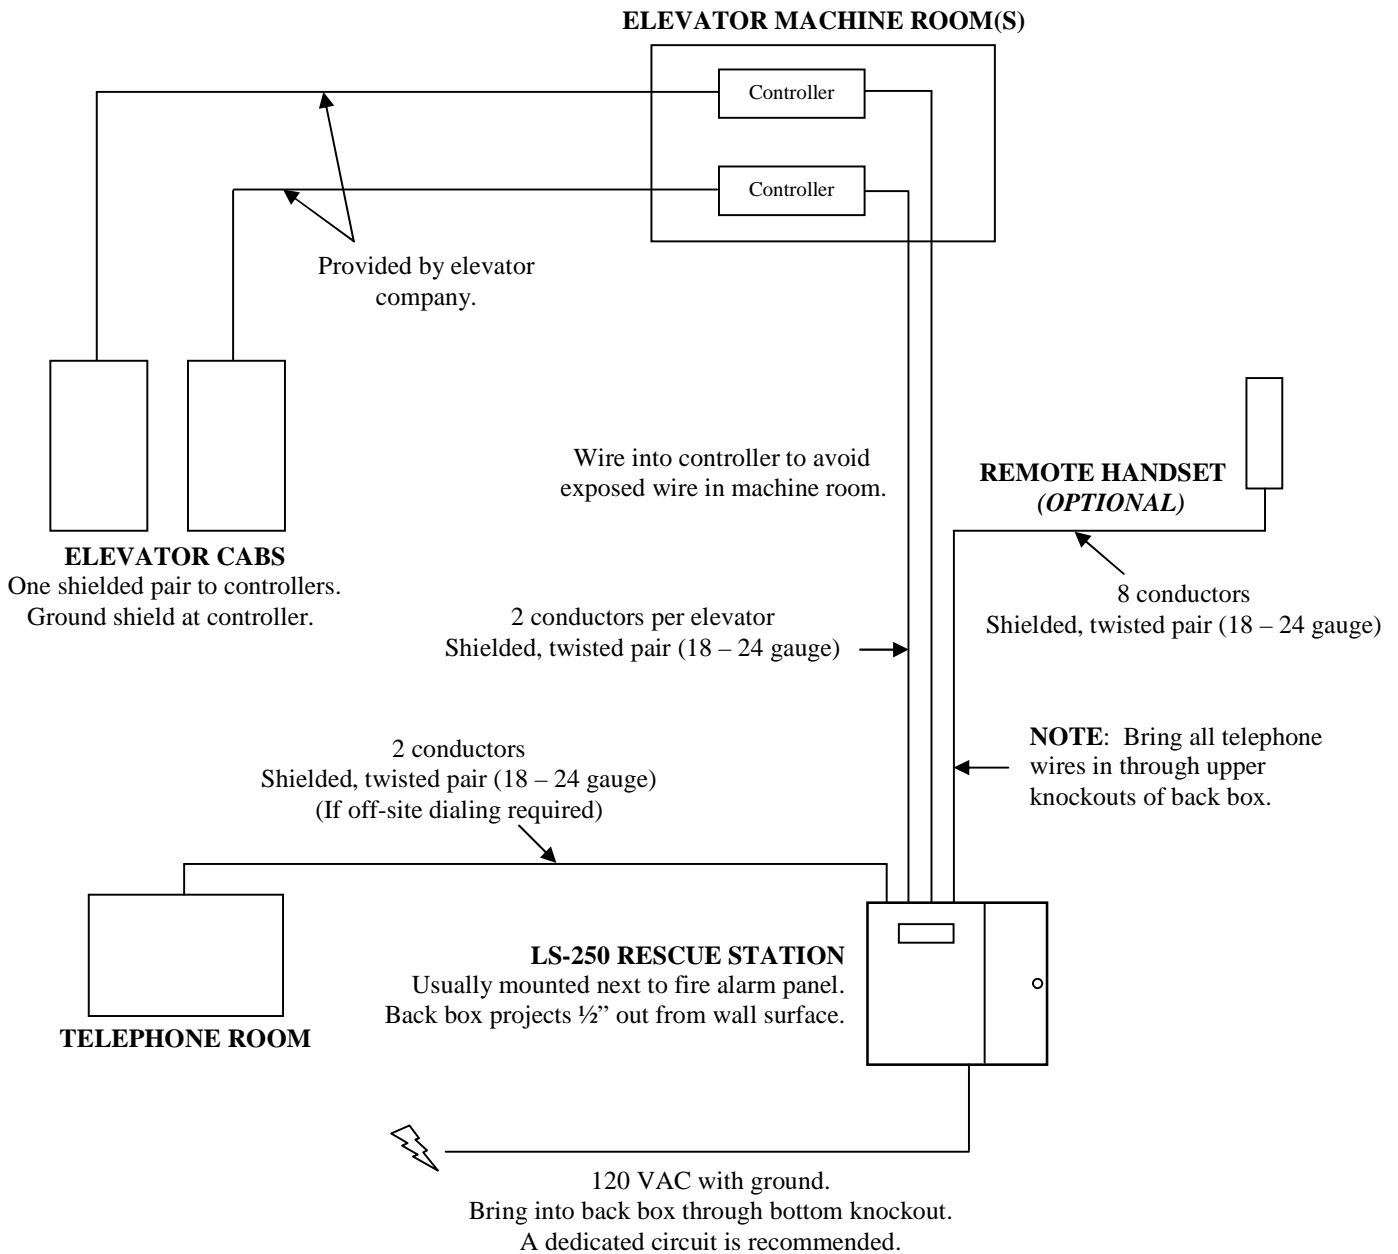 ELEVATOR MACHINE ROOM(S)
Controller
Controller
Provided by elevator
company.
Wire into controller to avoid
exposed wire in machine room.
REMOTE HANDSET
(OPTIONAL)
ELEVATOR CABS
One shielded pair to controllers.
Ground shield at controller.
8 conductors
Shielded, twisted pair (18 – 24 gauge)
2 conductors per elevator
Shielded, twisted pair (18 – 24 gauge)
2 conductors
Shielded, twisted pair (18 – 24 gauge)
(If off-site dialing required)
NOTE:  Bring all telephone
wires in through upper
knockouts of back box.
LS-250 RESCUE STATION
Usually mounted next to fire alarm panel.
Back box projects ½” out from wall surface.
TELEPHONE ROOM
120 VAC with ground.
Bring into back box through bottom knockout.
A dedicated circuit is recommended.